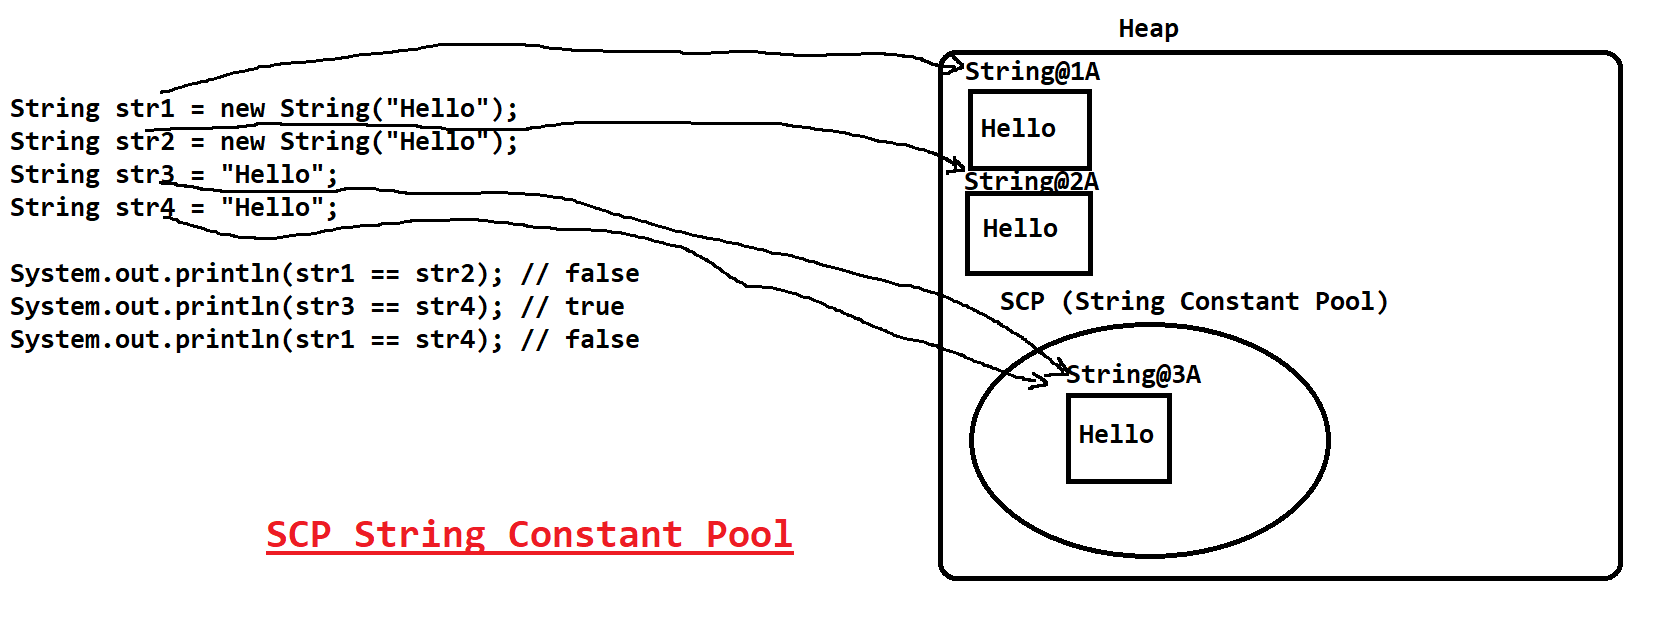 Heap
String@1A
String str1 = new String("Hello");
Hello
String str2 = new String("Hello");
String str3 = "Hello";
String@2A
String str4 = "Hello";
Hello
System.out.println(str1 == str2); // false
System.out.println(str3 == str4); // true
System.out.println(str1 == str4); // false
SCP (String Constant Pool)
String@3A
Hello
SCP String Constant Pool